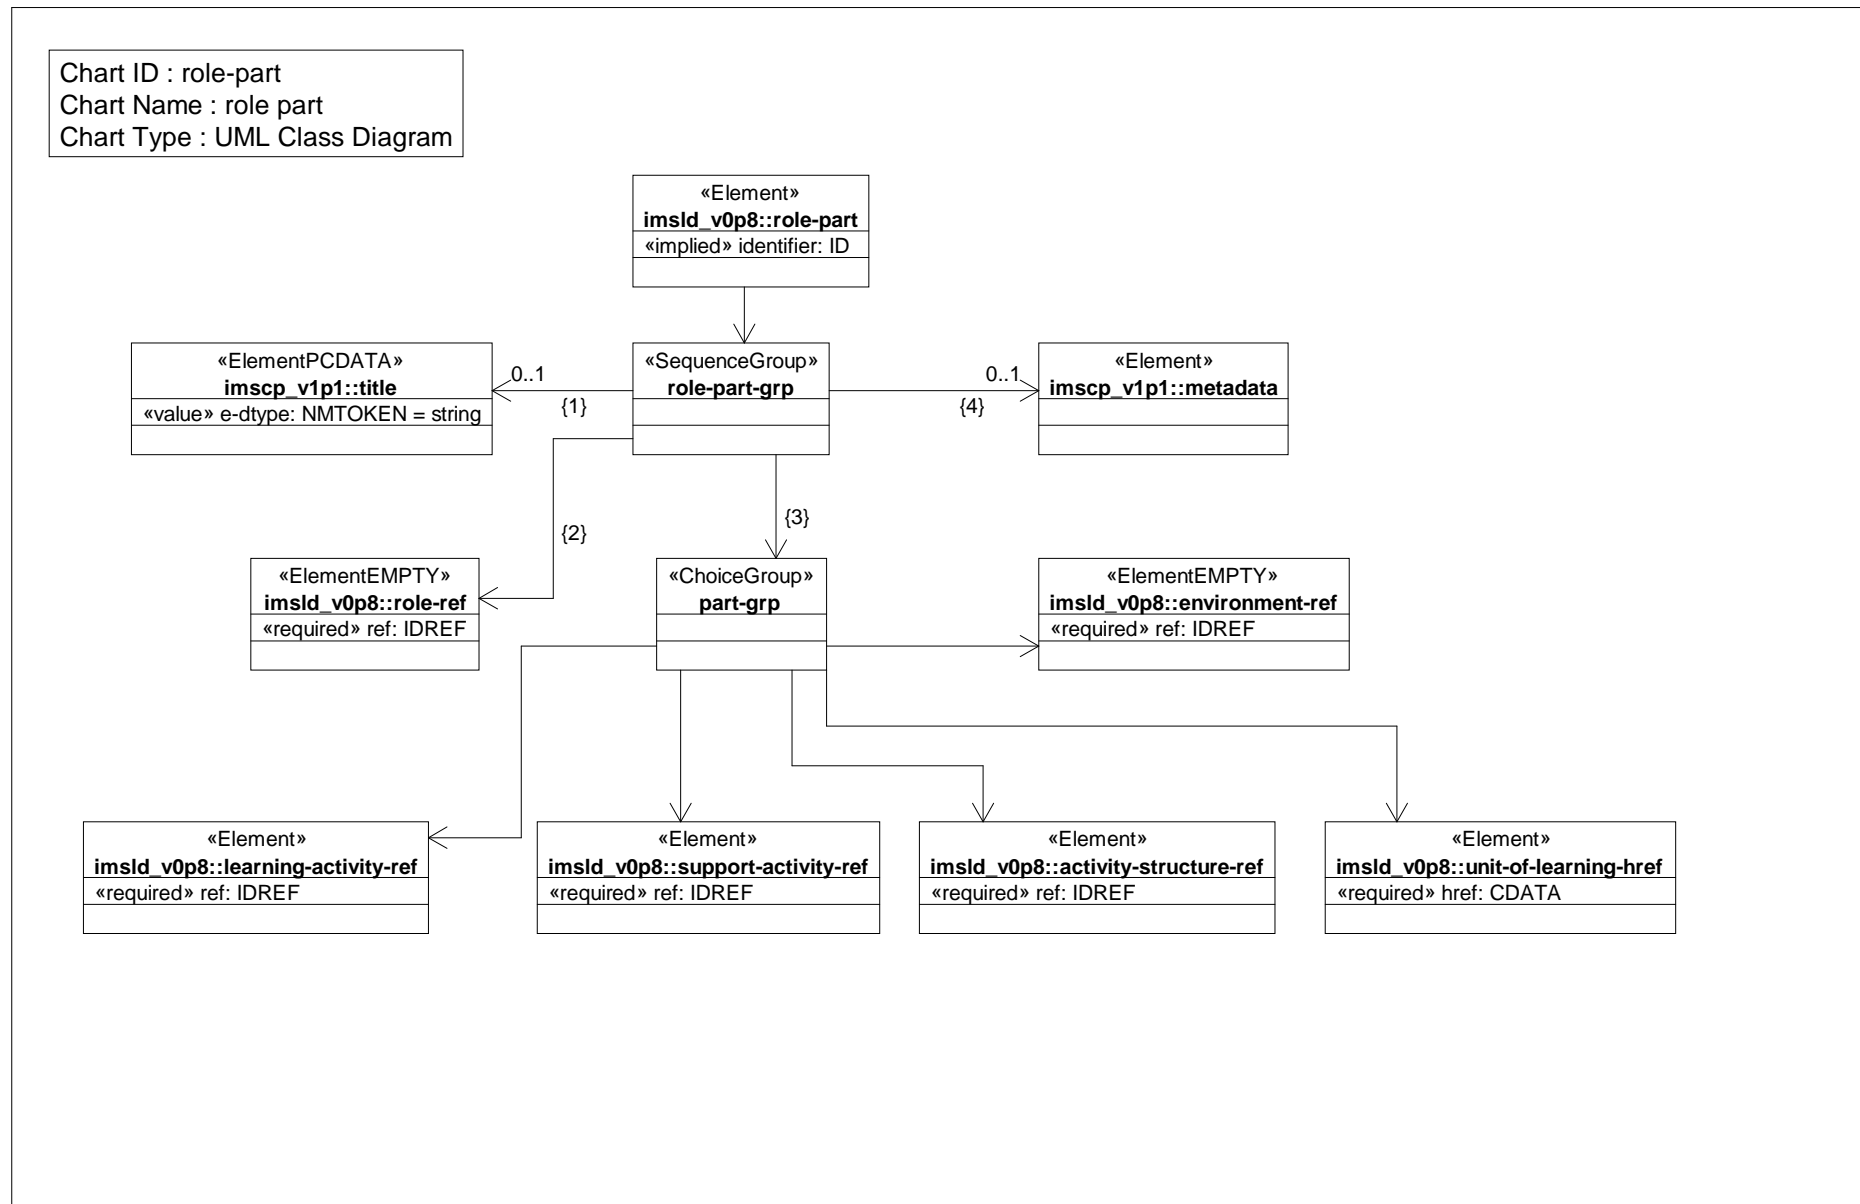 Chart ID : role-part
Chart Name : role part
Chart Type : UML Class Diagram
«Element»
imsld_v0p8::role-part
«implied» identifier: ID
«ElementPCDATA»
imscp_v1p1::title
«value» e-dtype: NMTOKEN = string
0..1
{1}
«SequenceGroup»
role-part-grp
0..1
{4}
«Element»
imscp_v1p1::metadata
{2}
{3}
«ElementEMPTY»
imsld_v0p8::role-ref
«required» ref: IDREF
«ChoiceGroup»
part-grp
«ElementEMPTY»
imsld_v0p8::environment-ref
«required» ref: IDREF
«Element»
imsld_v0p8::learning-activity-ref
«required» ref: IDREF
«Element»
imsld_v0p8::support-activity-ref
«required» ref: IDREF
«Element»
imsld_v0p8::activity-structure-ref
«required» ref: IDREF
«Element»
imsld_v0p8::unit-of-learning-href
«required» href: CDATA